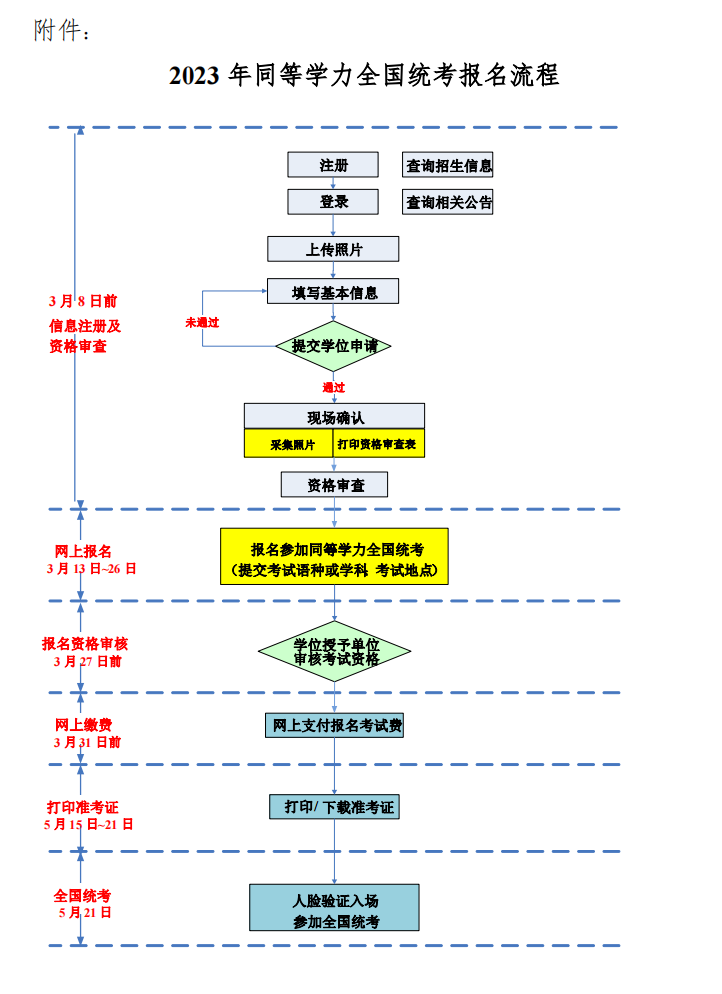 附件：
2023 年同等学力全国统考报名流程
注册
查询招生信息
登录
查询相关公告
上传照片
填写基本信息
3 月 8 日前
信息注册及
资格审查
未通过
提交学位申请
通过
现场确认
采集照片
打印资格审查表
资格审查
网上报名
3 月 13 日~26 日
报名参加同等学力全国统考
（提交考试语种或学科 考试地点）
报名资格审核
3 月 27 日前
学位授予单位
审核考试资格
网上缴费
3 月 31 日前
网上支付报名考试费
打印准考证
5 月 15 日~21 日
打印/下载准考证
全国统考
5 月 21 日
人脸验证入场
参加全国统考